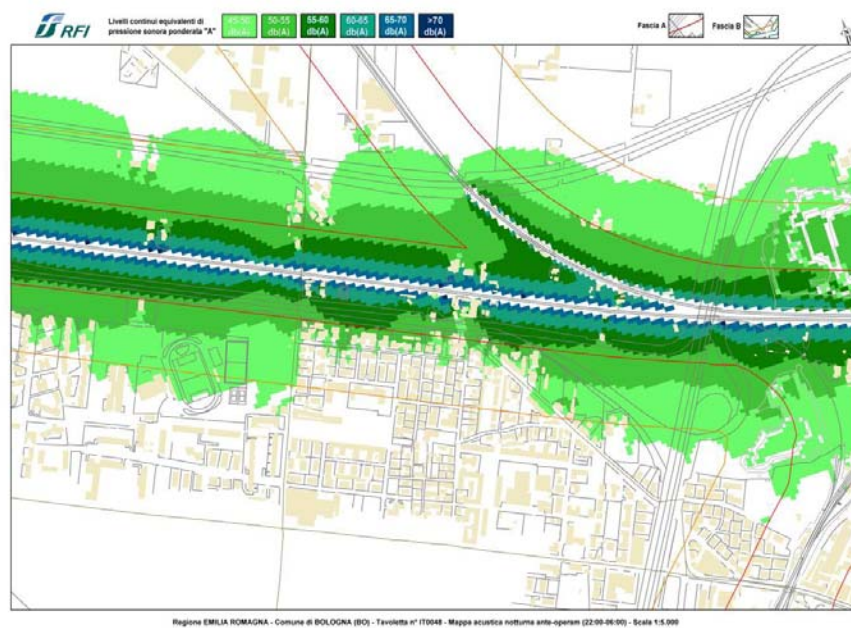 RFI
Livelli continui equivalenti di
pressione sonora ponderata "A"
45-50
db(A)
50-55
db(A)
55-60
db(A)
60-65
db(A)
65-70
db(A)
>70
db(A)
Fascia A
Fascia B
Regione EMILIA ROMAGNA - Comune di BOLOGNA (BO) - Tavoletta n° IT0048 - Mappa acustica notturna ante-operam (22:00-06:00) - Scala 1:5.000